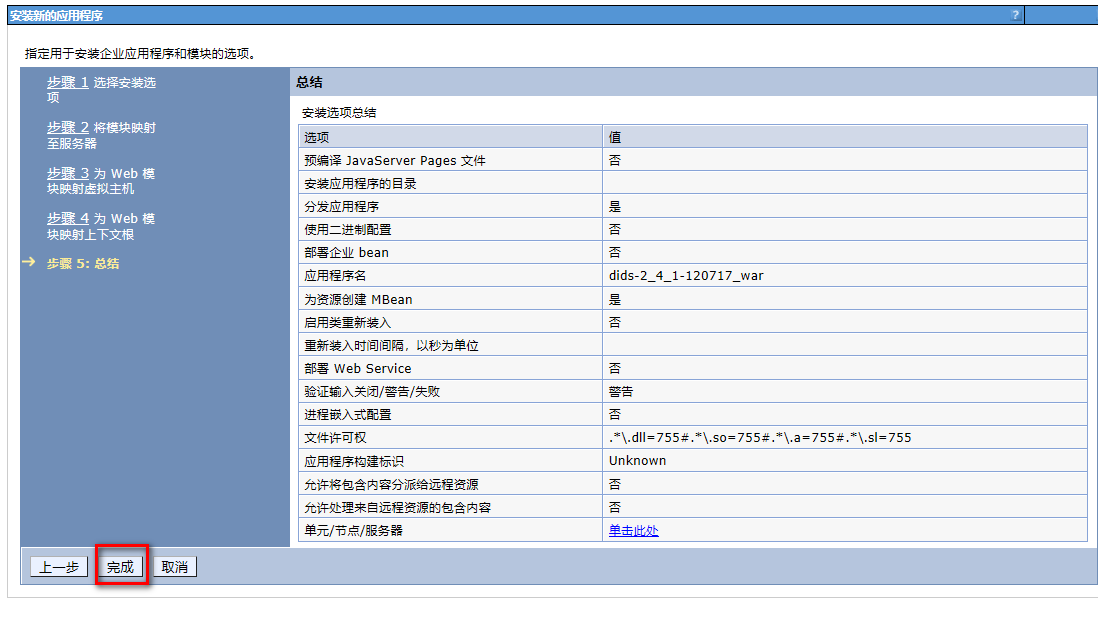 安装新的应用程序
?
指定用于安装企业应用程序和模块的选项。
步骤 1 选择安装选
项
步骤 2 将模块映射
至服务器
步骤 3 为 Web 模
块映射虚拟主机
步骤 4 为 Web 模
块映射上下文根
→ 步骤 5: 总结
总结
安装选项总结
选项 值
预编译 JavaServer Pages 文件 否
安装应用程序的目录
分发应用程序 是
使用二进制配置 否
部署企业 bean 否
应用程序名 dids-2_4_1-120717_war
为资源创建 MBean 是
启用类重新装入 否
重新装入时间间隔，以秒为单位
部署 Web Service 否
验证输入关闭/警告/失败 警告
进程嵌入式配置 否
文件许可权 .*\.dll=755#.*\.so=755#.*\.a=755#.*\.sl=755
应用程序构建标识 Unknown
允许将包含内容分派给远程资源 否
允许处理来自远程资源的包含内容 否
单元/节点/服务器 单击此处
上一步 完成 取消